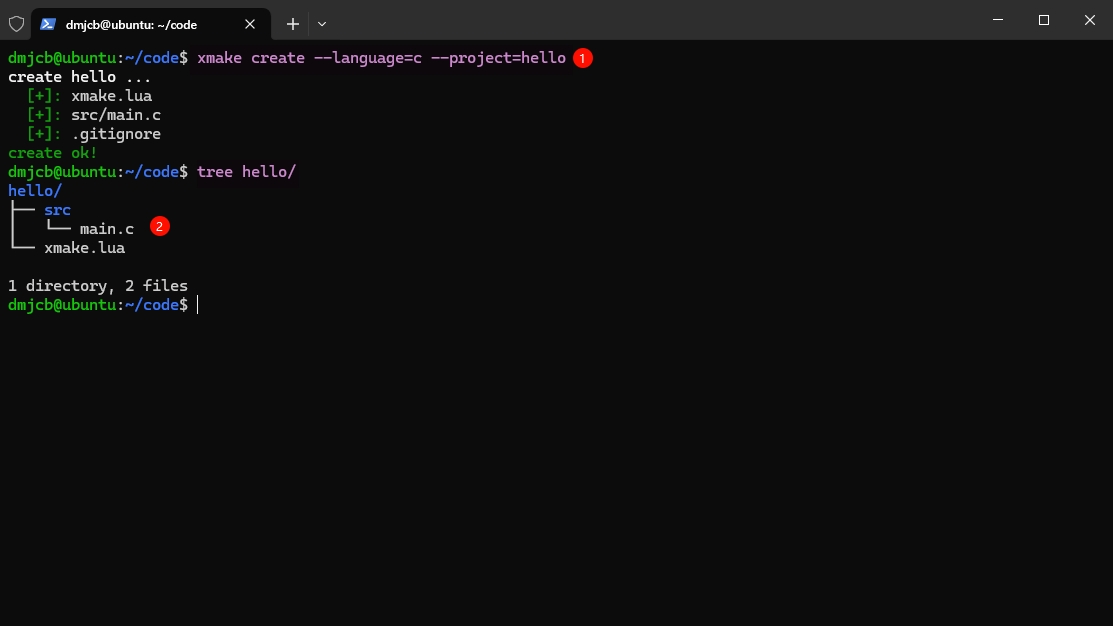 dmjcb@ubuntu: ~/code
dmjcb@ubuntu:~/code$ xmake create --language=c --project=hello 1
create hello ...
  [+]: xmake.lua
  [+]: src/main.c
  [+]: .gitignore
create ok!
dmjcb@ubuntu:~/code$ tree hello/
hello/
├── src
│   └── main.c 2
└── xmake.lua
1 directory, 2 files
dmjcb@ubuntu:~/code$